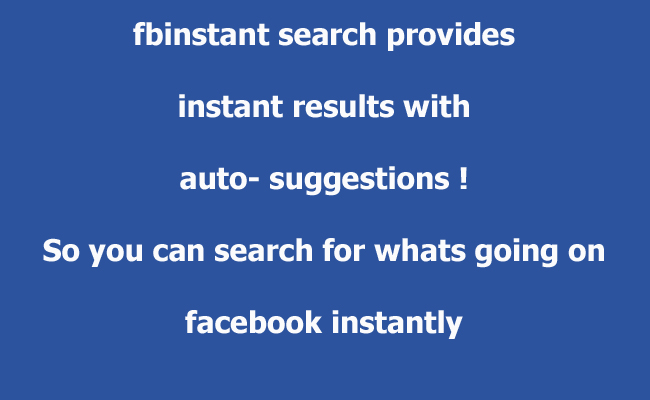 fbinstant search provides
instant results with
auto- suggestions !
So you can search for whats going on
facebook instantly